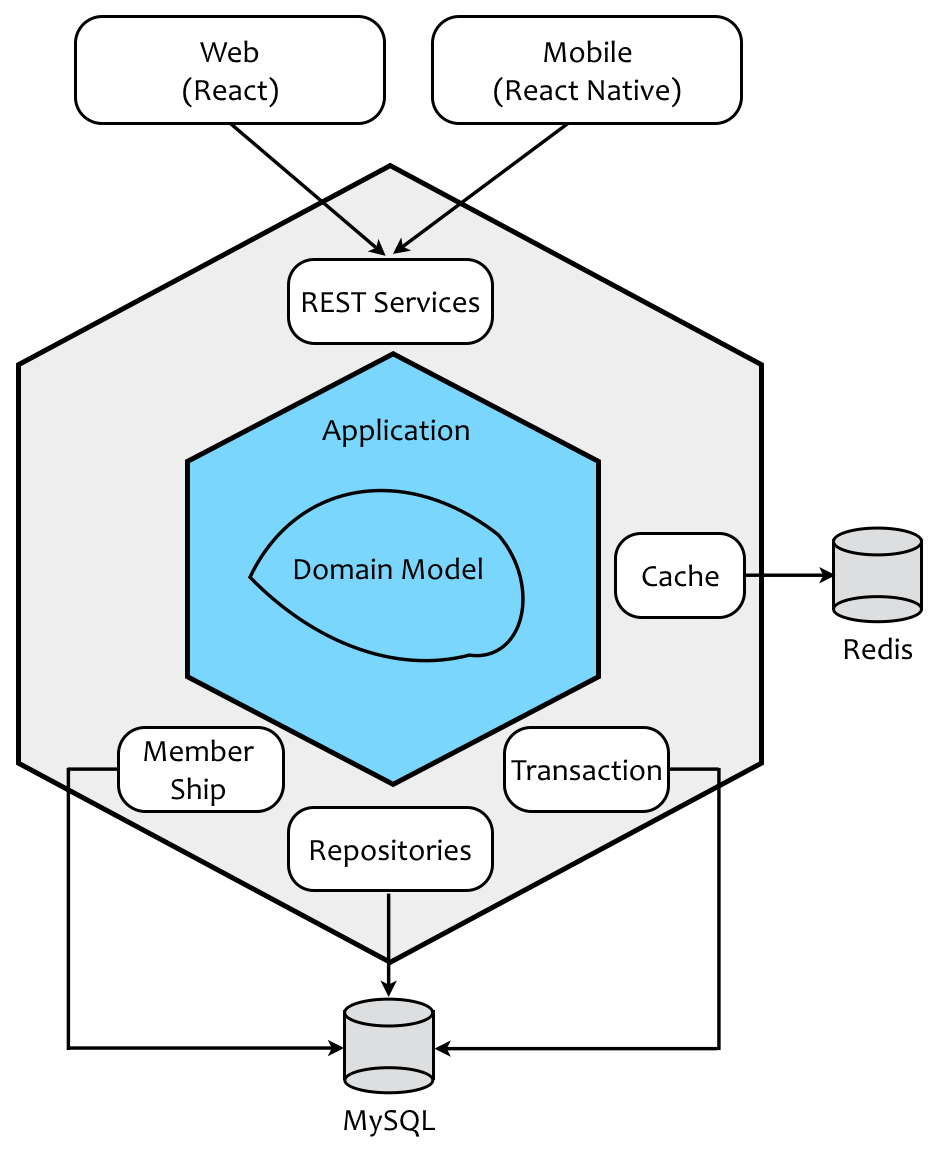 Web
(React)
Mobile
(React Native)
REST Services
Application
Domain Model
Cache
Redis
Member
Ship
Transaction
Repositories
MySQL